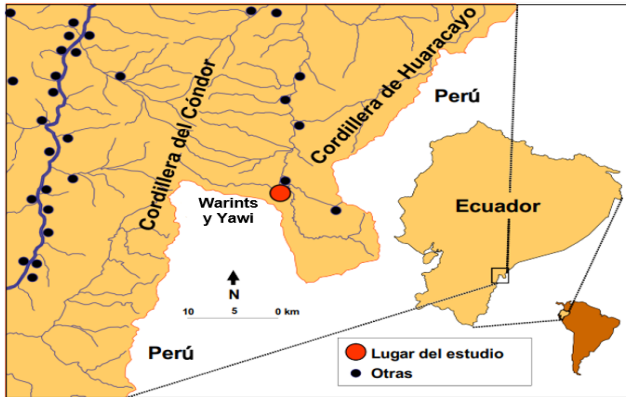 Cordillera del Cóndor
Cordillera de Huaracayo
Perú
Warints
y Yawi
Ecuador
N
10 5 0 km
Perú
Lugar del estudio
Otras